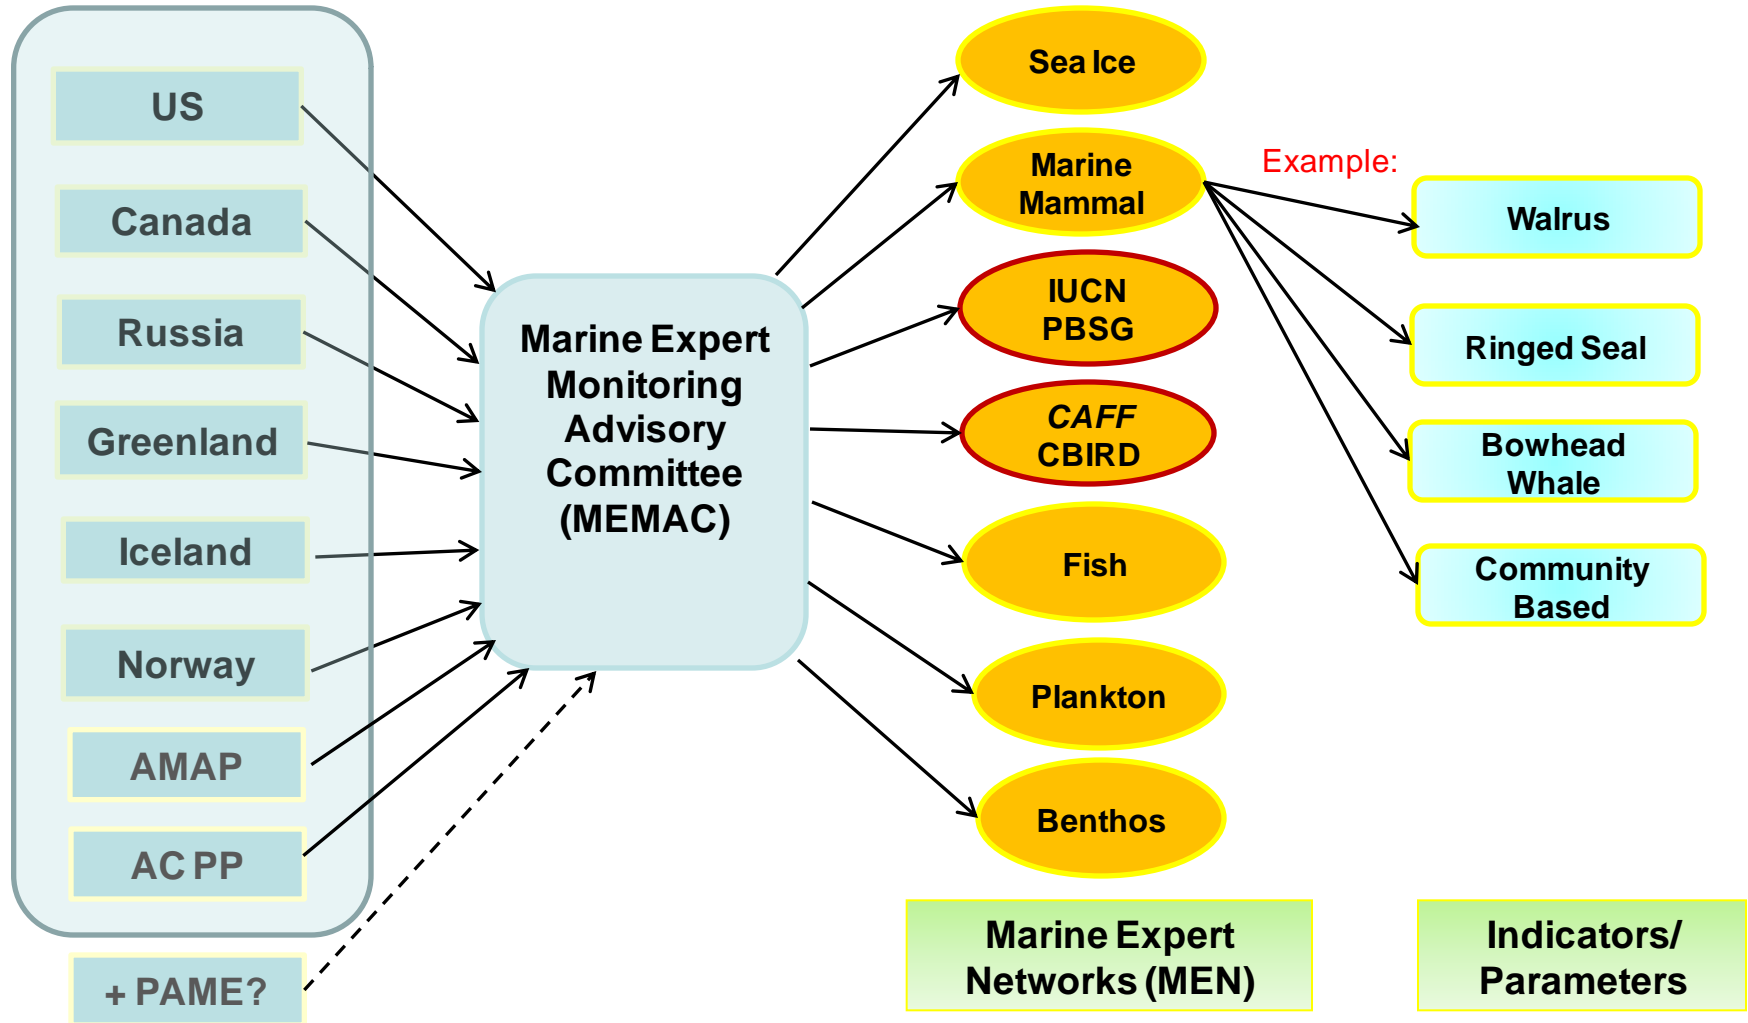 US
Canada
Russia
Greenland
Iceland
Norway
AMAP
AC PP
+ PAME?
Marine Expert
Monitoring
Advisory
Committee
(MEMAC)
Sea Ice
Marine
Mammal
IUCN
PBSG
CAFF
CBIRD
Fish
Plankton
Benthos
Marine Expert
Networks (MEN)
Example:
Walrus
Ringed Seal
Bowhead
Whale
Community
Based
Indicators/
Parameters